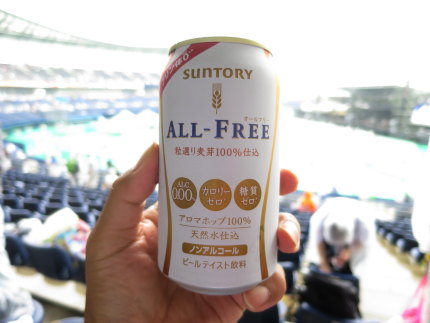 SUNTORY
オールフリー
ALL-FREE
粒選り麦芽100%仕込
ALC.
0.00%
カロリー
ゼロ
糖質
ゼロ
アロマホップ100%
天然水仕込
ノンアルコール
ビールテイスト飲料